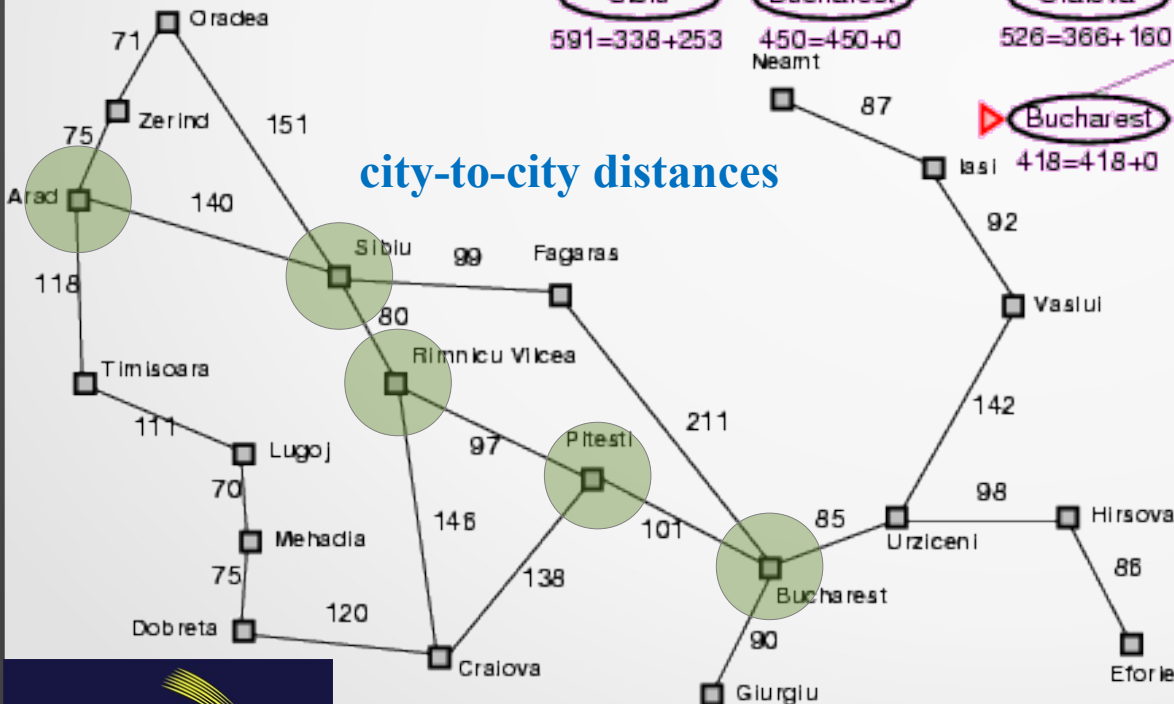 591=338+253
450=450+0
526=366+160
Oradea
71
Neamt
87
Zerind
151
Bucharest
75
Iasi
418=418+0
city-to-city distances
Arad
140
92
Sibiu
99
Fagaras
118
80
Vaslui
Rimnicu Vilcea
Timisoara
142
111
211
Pitesti
97
Lugoj
70
98
146
101
85
Hirsova
Urziceni
Mehadia
75
138
86
Bucharest
120
Dobreta
90
Craiova
Eforie
Giurgiu